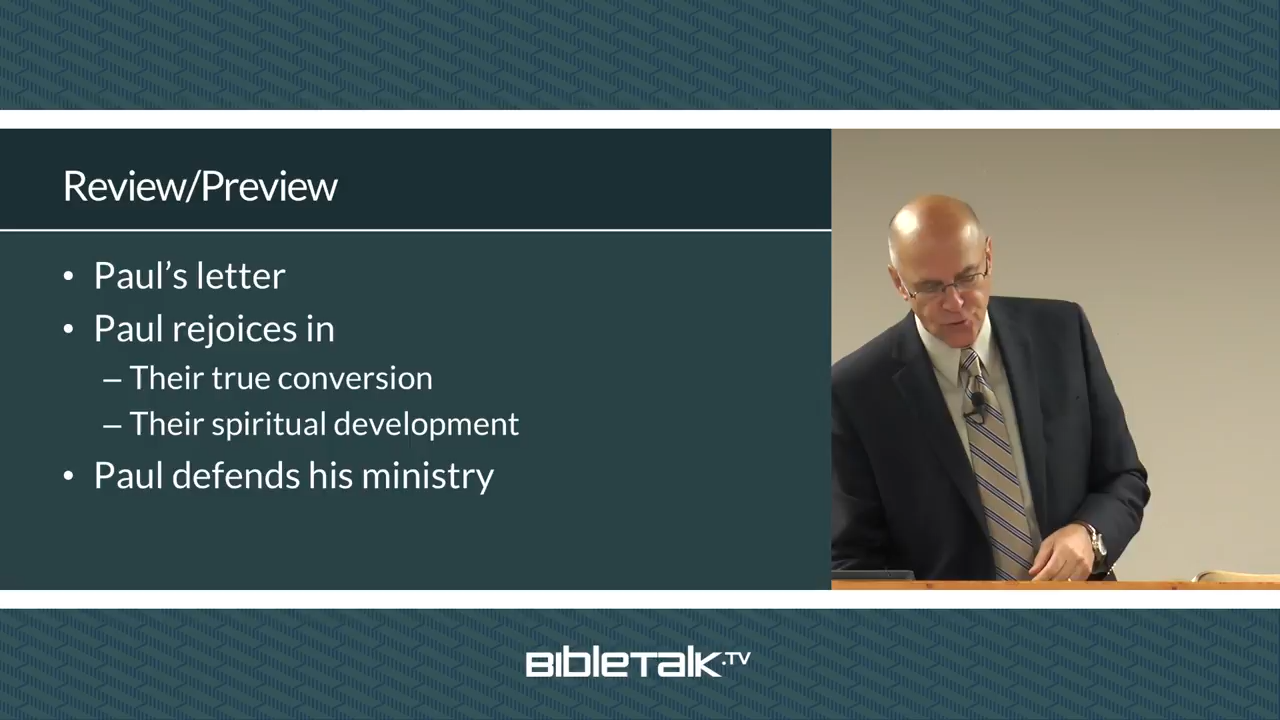 Review/Preview
• Paul’s letter
• Paul rejoices in
– Their true conversion
– Their spiritual development
• Paul defends his ministry
BIBLETALK.TV